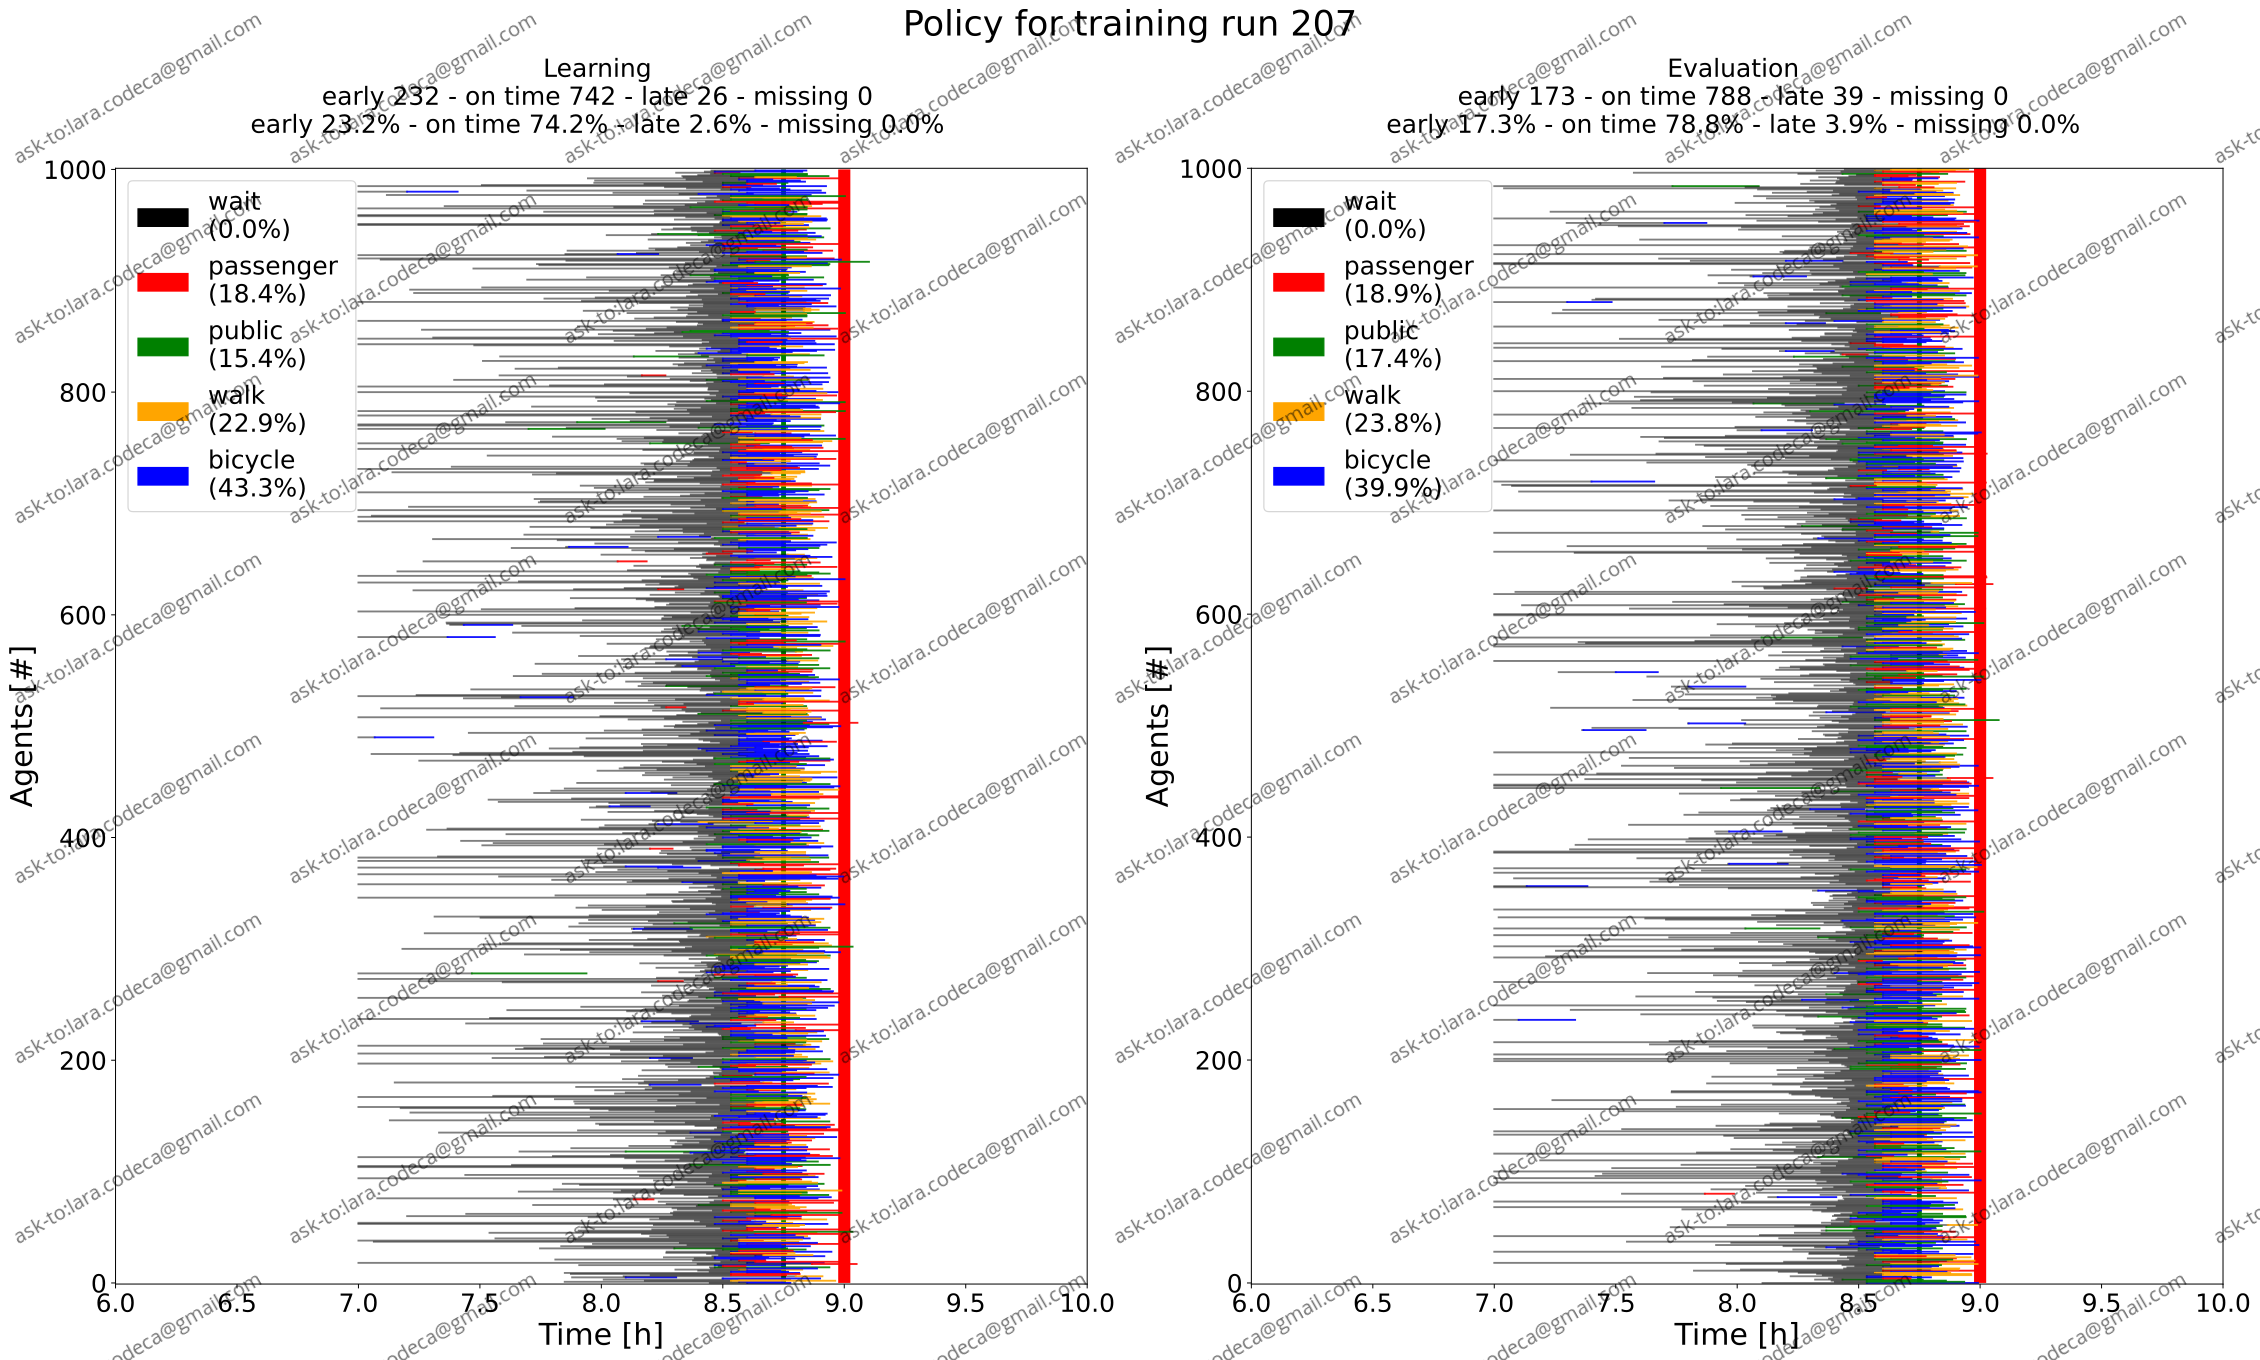 Policy for training run 207
Learning
early 232 - on time 742 - late 26 - missing 0
early 23.2% - on time 74.2% - late 2.6% - missing 0.0%
1000
800
600
400
200
0
Agents [#]
wait
(0.0%)
passenger
(18.4%)
public
(15.4%)
walk
(22.9%)
bicycle
(43.3%)
6.0 6.5 7.0 7.5 8.0 8.5 9.0 9.5 10.0
Time [h]
Evaluation
early 173 - on time 788 - late 39 - missing 0
early 17.3% - on time 78.8% - late 3.9% - missing 0.0%
1000
800
600
400
200
0
Agents [#]
wait
(0.0%)
passenger
(18.9%)
public
(17.4%)
walk
(23.8%)
bicycle
(39.9%)
6.0 6.5 7.0 7.5 8.0 8.5 9.0 9.5 10.0
Time [h]
ask-to:lara.codeca@gmail.com